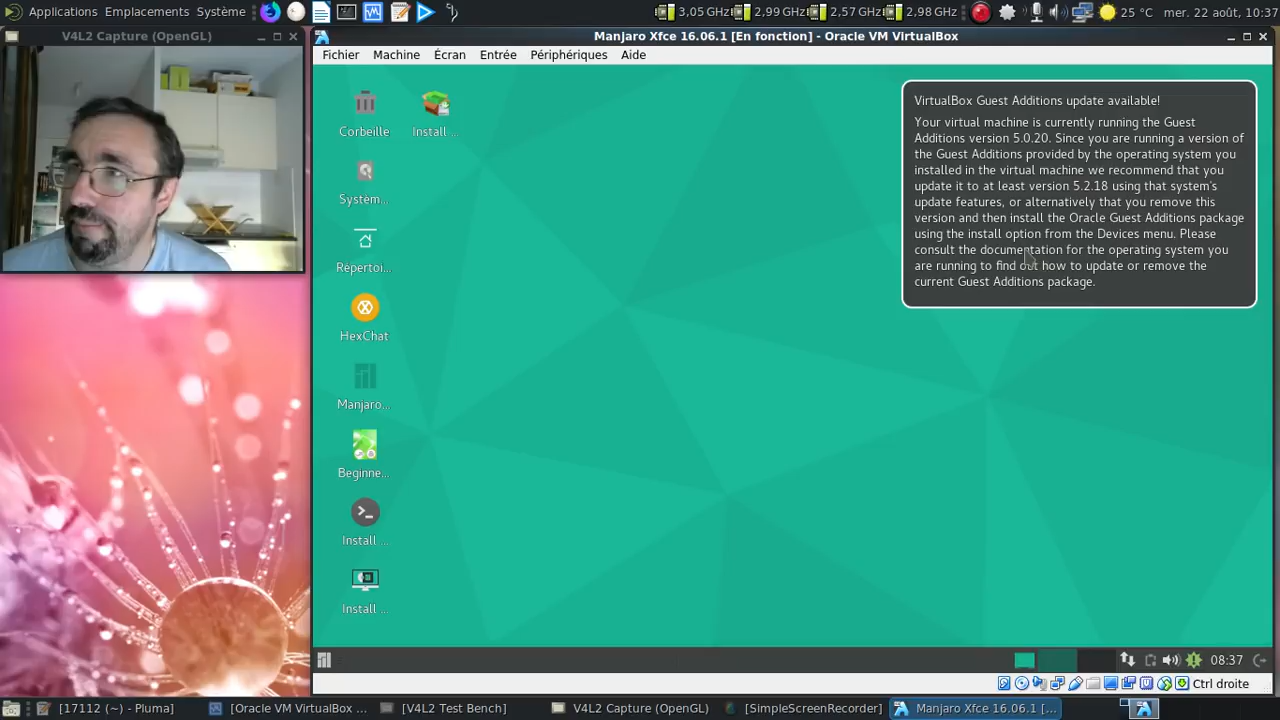 Applications Emplacements Système
3,05GHz 2,99 GHz 2,57 GHz 2,98 GHz 25 °C mer. 22 août, 10:37
V4L2 Capture (OpenGL)
Manjaro Xfce 16.06.1 [En fonction] - Oracle VM VirtualBox
Fichier Machine Écran Entrée Périphériques Aide
Corbeille
Install ...
Systèm...
Répertoi...
HexChat
Manjaro...
Beginne...
Install ...
Install ...
VirtualBox Guest Additions update available!
Your virtual machine is currently running the Guest
Additions version 5.0.20. Since you are running a version of
the Guest Additions provided by the operating system you
installed in the virtual machine we recommend that you
update it to at least version 5.2.18 using that system's
update features, or alternatively that you remove this
version and then install the Oracle Guest Additions package
using the install option from the Devices menu. Please
consult the documentation for the operating system you
are running to find out how to update or remove the
current Guest Additions package.
08:37
Ctrl droite
[17112 (~) - Pluma]
[Oracle VM VirtualBox ...
[V4L2 Test Bench]
V4L2 Capture (OpenGL)
[SimpleScreenRecorder]
Manjaro Xfce 16.06.1 [...